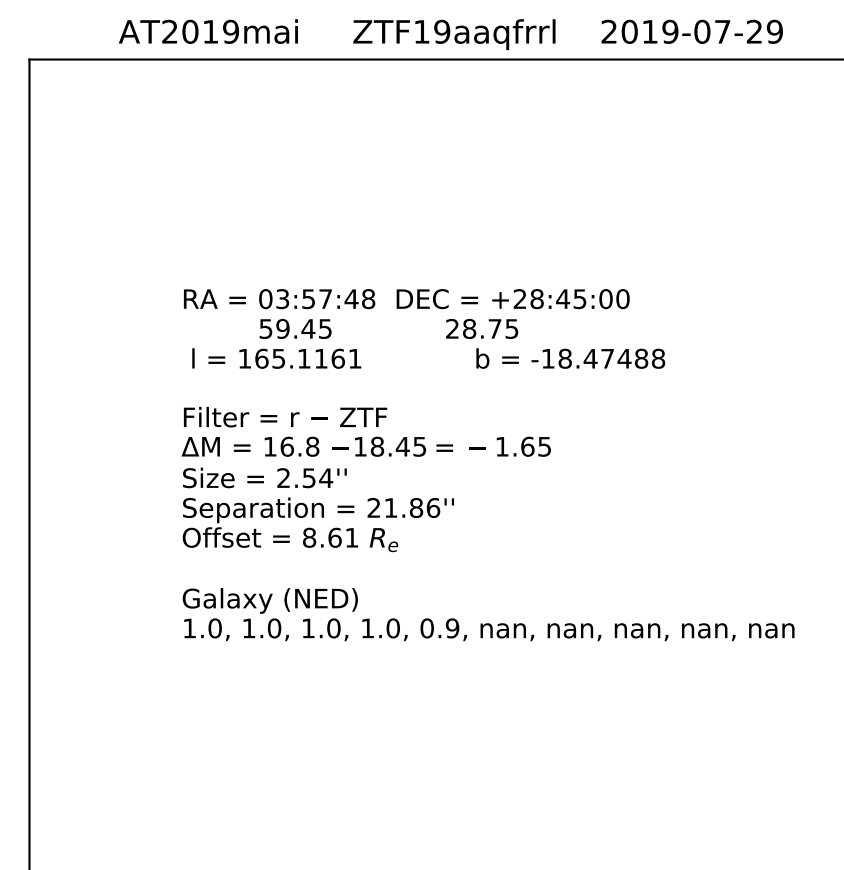 AT2019mai ZTF19aaqfrrl 2019-07-29
RA = 03:57:48 DEC = +28:45:00
59.45 28.75
l = 165.1161 b = -18.47488
Filter = r − ZTF
ΔM = 16.8 −18.45 = − 1.65
Size = 2.54''
Separation = 21.86''
Offset = 8.61 Re
Galaxy (NED)
1.0, 1.0, 1.0, 1.0, 0.9, nan, nan, nan, nan, nan